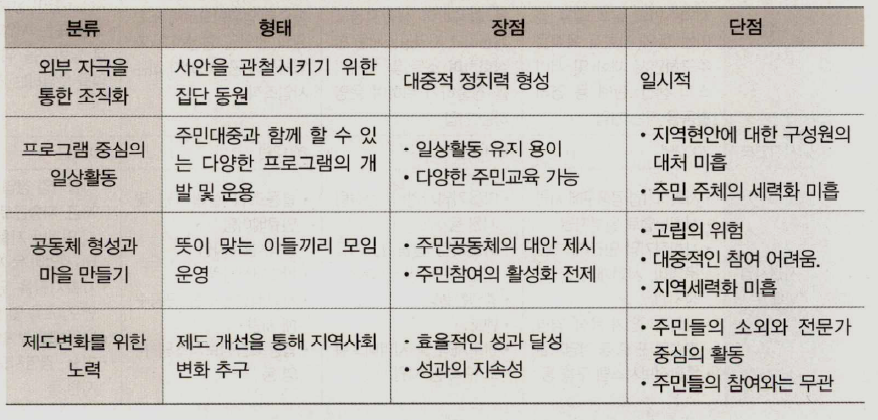 분류 형태 장점 단점
외부 자극을
통한 조직화
사안을 관철시키기 위한
집단 동원
대중적 정치력 형성
일시적
프로그램 중심의
일상활동
주민대중과 함께 할 수 있
는 다양한 프로그램의 개
발 및 운용
- 일상활동 유지 용이
• 다양한 주민교육 가능
• 지역현안에 대한 구성원의
대처 미흡
• 주민 주체의 세력화 미흡
공동체 형성과
마을 만들기
뜻이 맞는 이들끼리 모임
운영
• 주민공동체의 대안 제시
• 주민참여의 활성화 전제
• 고립의 위험
• 대중적인 참여 어려움.
• 지역세력화 미흡
제도변화를 위한
노력
제도 개선을 통해 지역사회
변화 추구
• 효율적인 성과 달성
• 성과의 지속성
• 주민들의 소외와 전문가
중심의 활동
• 주민들의 참여와는 무관